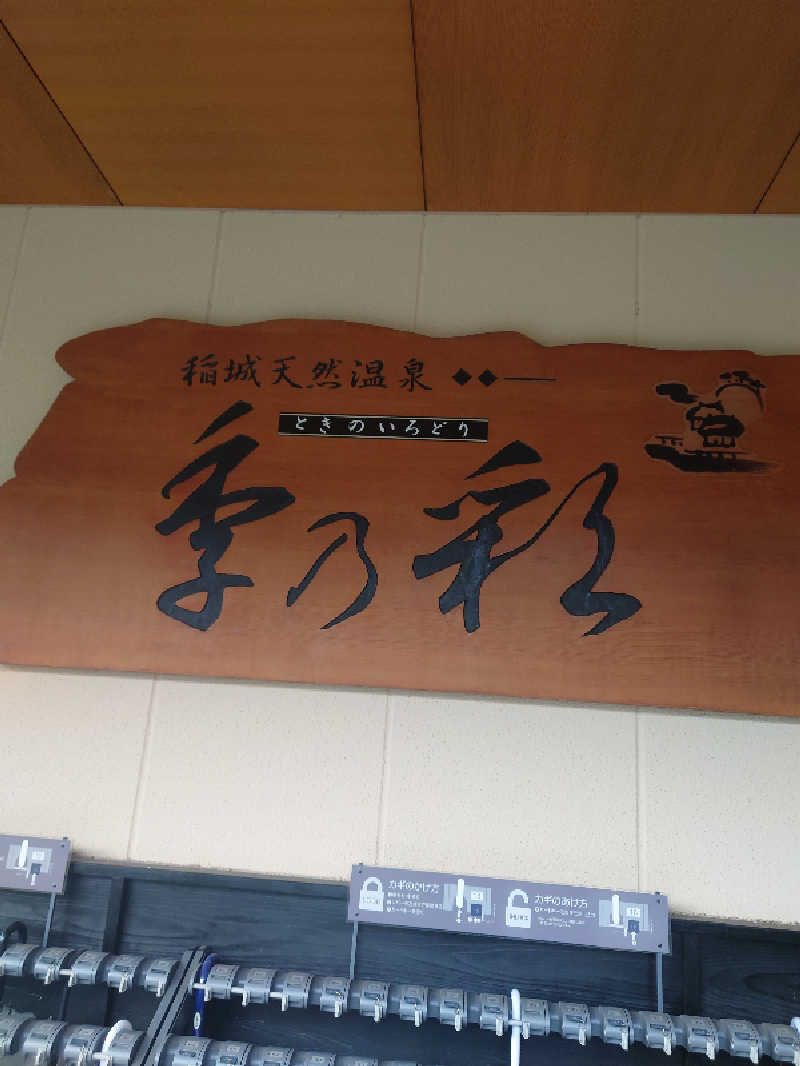 稲城天然温泉
ときのいろどり
季乃彩
カギのかけ方
カギのあけ方